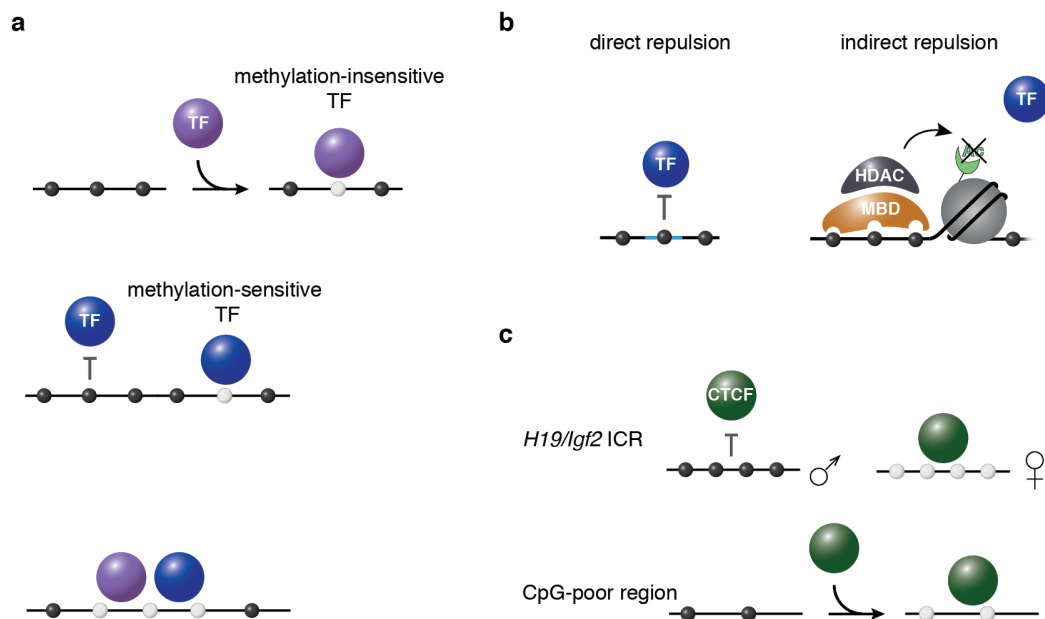 a
methylation-insensitive
TF
TF
methylation-sensitive
TF
TF
b
direct repulsion
indirect repulsion
TF
TF
Ac
HDAC
MBD
c
CTCF
H19/Igf2 ICR
CpG-poor region